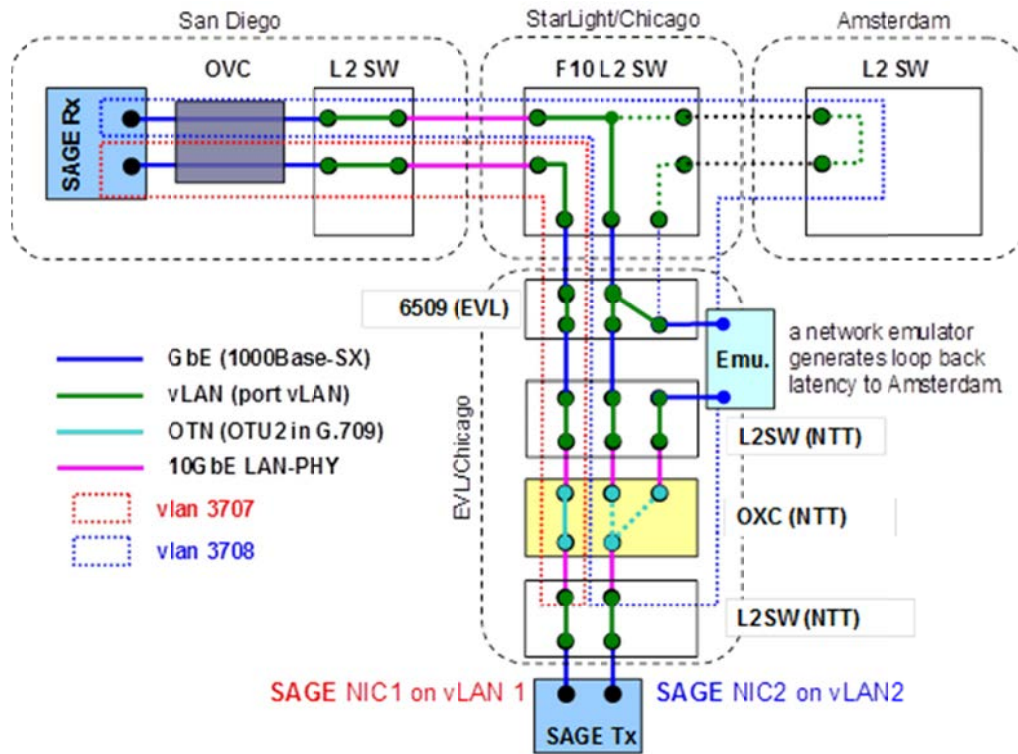 San Diego
StarLight/Chicago
Amsterdam
OVC
L2 SW
F10 L2 SW
L2 SW
SAGE Rx
6509 (EVL)
Emu.
a network emulator
generates loop back
latency to Amsterdam.
GbE (1000Base-SX)
vLAN (port vLAN)
OTN (OTU2 in G.709)
10GbE LAN-PHY
vlan 3707
vlan 3708
EVL/Chicago
L2SW (NTT)
OXC (NTT)
L2SW (NTT)
SAGE NIC1 on vLAN 1
SAGE NIC2 on vLAN2
SAGE Tx